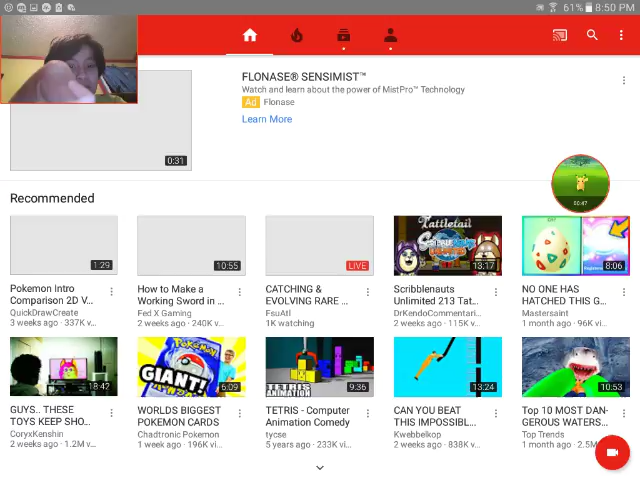 61% 8:50 PM
FLONASE® SENSIMIST™
Watch and learn about the power of MistPro™ Technology
Ad Flonase
Learn More
0:31
00:47
Recommended
1:29
10:55
LIVE
Tattletail
13:17
8:06
Pokemon Intro
Comparison 2D V...
QuickDrawCreate
3 weeks ago · 337K v...
How to Make a
Working Sword in ...
Fed X Gaming
2 weeks ago · 240K v...
CATCHING &
EVOLVING RARE ...
FsuAtl
1K watching
Scribblenauts
Unlimited 213 Tat...
DrKendoCommentari...
2 weeks ago · 115K v...
NO ONE HAS
HATCHED THIS G...
Mastersaint
1 month ago · 96K vi...
18:42
POKéMON
GIANT!
6:09
TETRIS
ANIMATION
9:36
13:24
10:53
GUYS.. THESE
TOYS KEEP SHO...
CoryxKenshin
2 weeks ago · 1.2M v...
WORLDS BIGGEST
POKEMON CARDS
Chadtronic Pokemon
1 week ago · 196K vi...
TETRIS - Computer
Animation Comedy
tycse
5 years ago · 233K v...
CAN YOU BEAT
THIS IMPOSSIBL...
Kwebbelkop
2 weeks ago · 838K v...
Top 10 MOST DAN-
GEROUS WATERS...
Top Trends
1 month ago · 2.5M